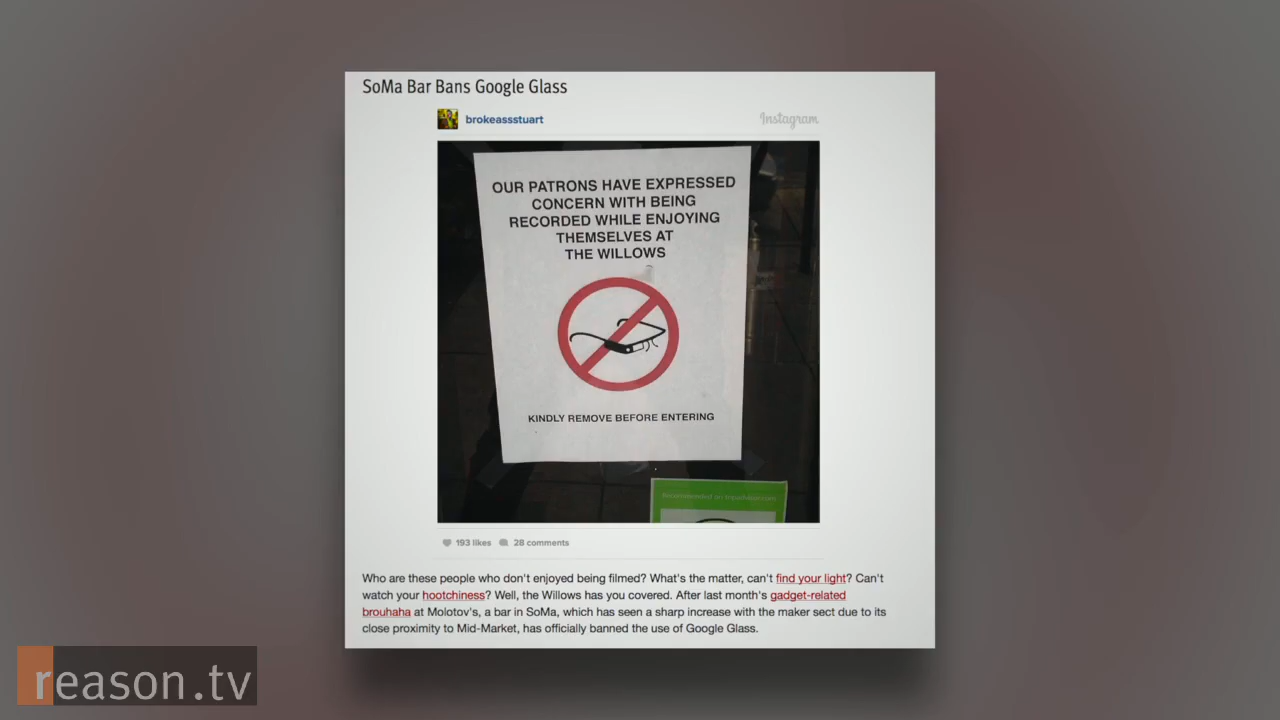 SoMa Bar Bans Google Glass
brokeassstuart
Instagram
OUR PATRONS HAVE EXPRESSED
CONCERN WITH BEING
RECORDED WHILE ENJOYING
THEMSELVES AT
THE WILLOWS
KINDLY REMOVE BEFORE ENTERING
Recommended on
193 likes
28 comments
Who are these people who don't enjoyed being filmed? What's the matter, can't find your light? Can't
watch your hootchiness? Well, the Willows has you covered. After last month's gadget-related
brouhaha at Molotov's, a bar in SoMa, which has seen a sharp increase with the maker sect due to its
close proximity to Mid-Market, has officially banned the use of Google Glass.
reason.tv